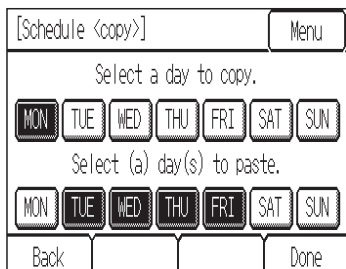 [Schedule <copy>] Menu
Select a day to copy.
MON TUE WED THU FRI SAT SUN
Select (a) day(s) to paste.
MON TUE WED THU FRI SAT SUN
Back Done